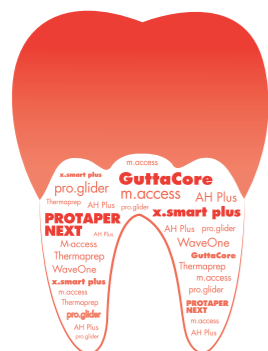 m.access
x.smart plus
GuttaCore
pro.glider
m.access
AH Plus
Thermaprep
AH Plus
pro.glider
x.smart plus
PROTAPER
NEXT
AH Plus
AH Plus
pro.glider
M-access
WaveOne
Thermaprep
GuttaCore
WaveOne
Thermaprep
x.smart plus
m.access
m.access
pro.glider
Thermaprep
PROTAPER
NEXT
pro.glider
m.access
AH Plus
AH Plus
pro.glider